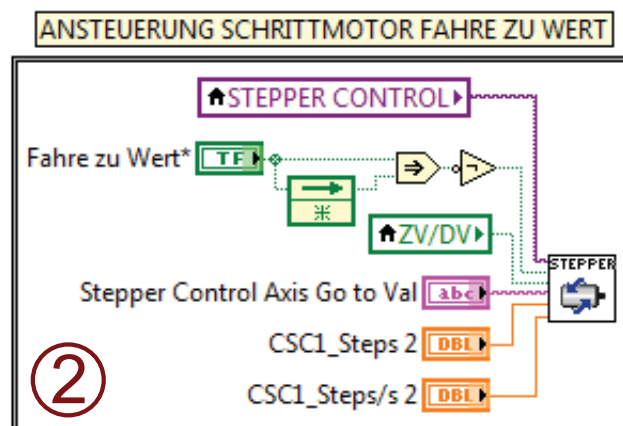 ANSTEUERUNG SCHRITTMOTOR FAHRE ZU WERT
STEPPER CONTROL
Fahre zu Wert* TF
ZV/DV
STEPPER
Stepper Control Axis Go to Val abc
CSC1_Steps 2 DBL
CSC1_Steps/s 2 DBL
2